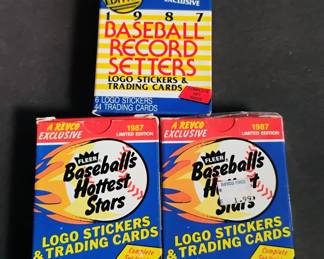 EXCLUSIVE
1987
BASEBALL
RECORD
SETTERS
LOGO STICKERS
& TRADING CARDS
6 LOGO STICKERS
44 TRADING CARDS
A REVCO
EXCLUSIVE
1987
LIMITED EDITION
FLEER
Baseball's
Hottest
Stars
LOGO STICKERS
& TRADING CARDS
Complete
A REVCO
EXCLUSIVE
1987
LIMITED EDITION
FLEER
Baseball's
Stars
LOGO STICKERS
& TRADING CARDS
Complete